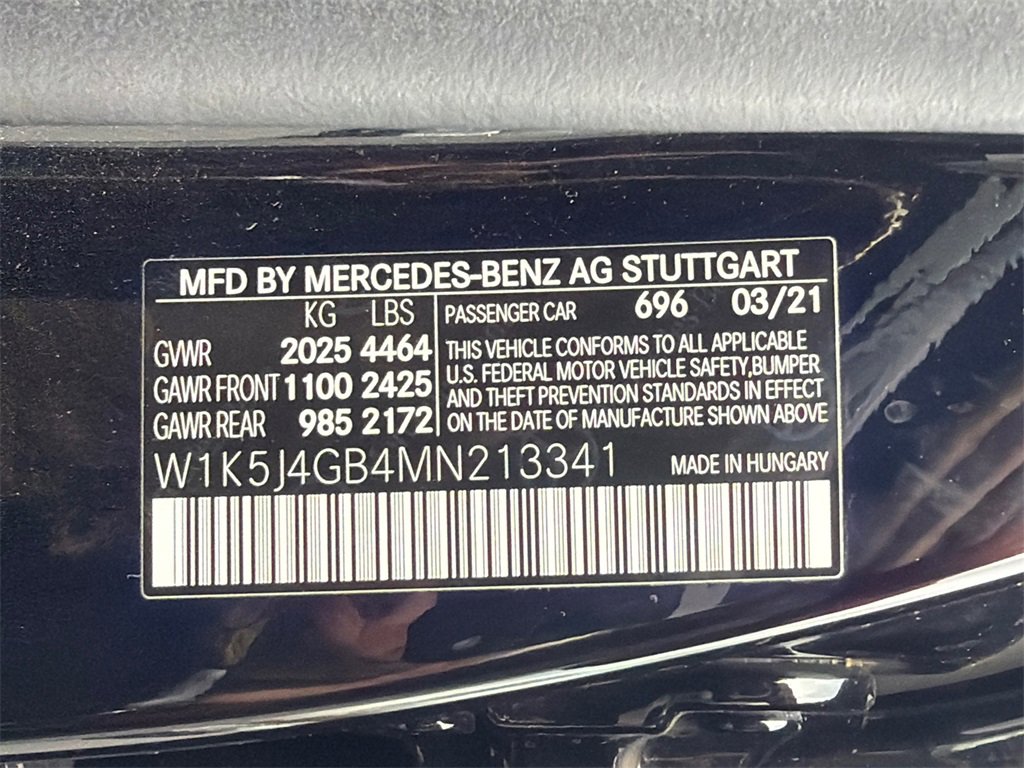 MFD BY MERCEDES-BENZ AG STUTTGART
KG LBS
GVWR 2025 4464
GAWR FRONT 1100 2425
GAWR REAR 985 2172
PASSENGER CAR 696 03/21
THIS VEHICLE CONFORMS TO ALL APPLICABLE
U.S. FEDERAL MOTOR VEHICLE SAFETY,BUMPER
AND THEFT PREVENTION STANDARDS IN EFFECT
ON THE DATE OF MANUFACTURE SHOWN ABOVE
W1K5J4GB4MN213341 MADE IN HUNGARY